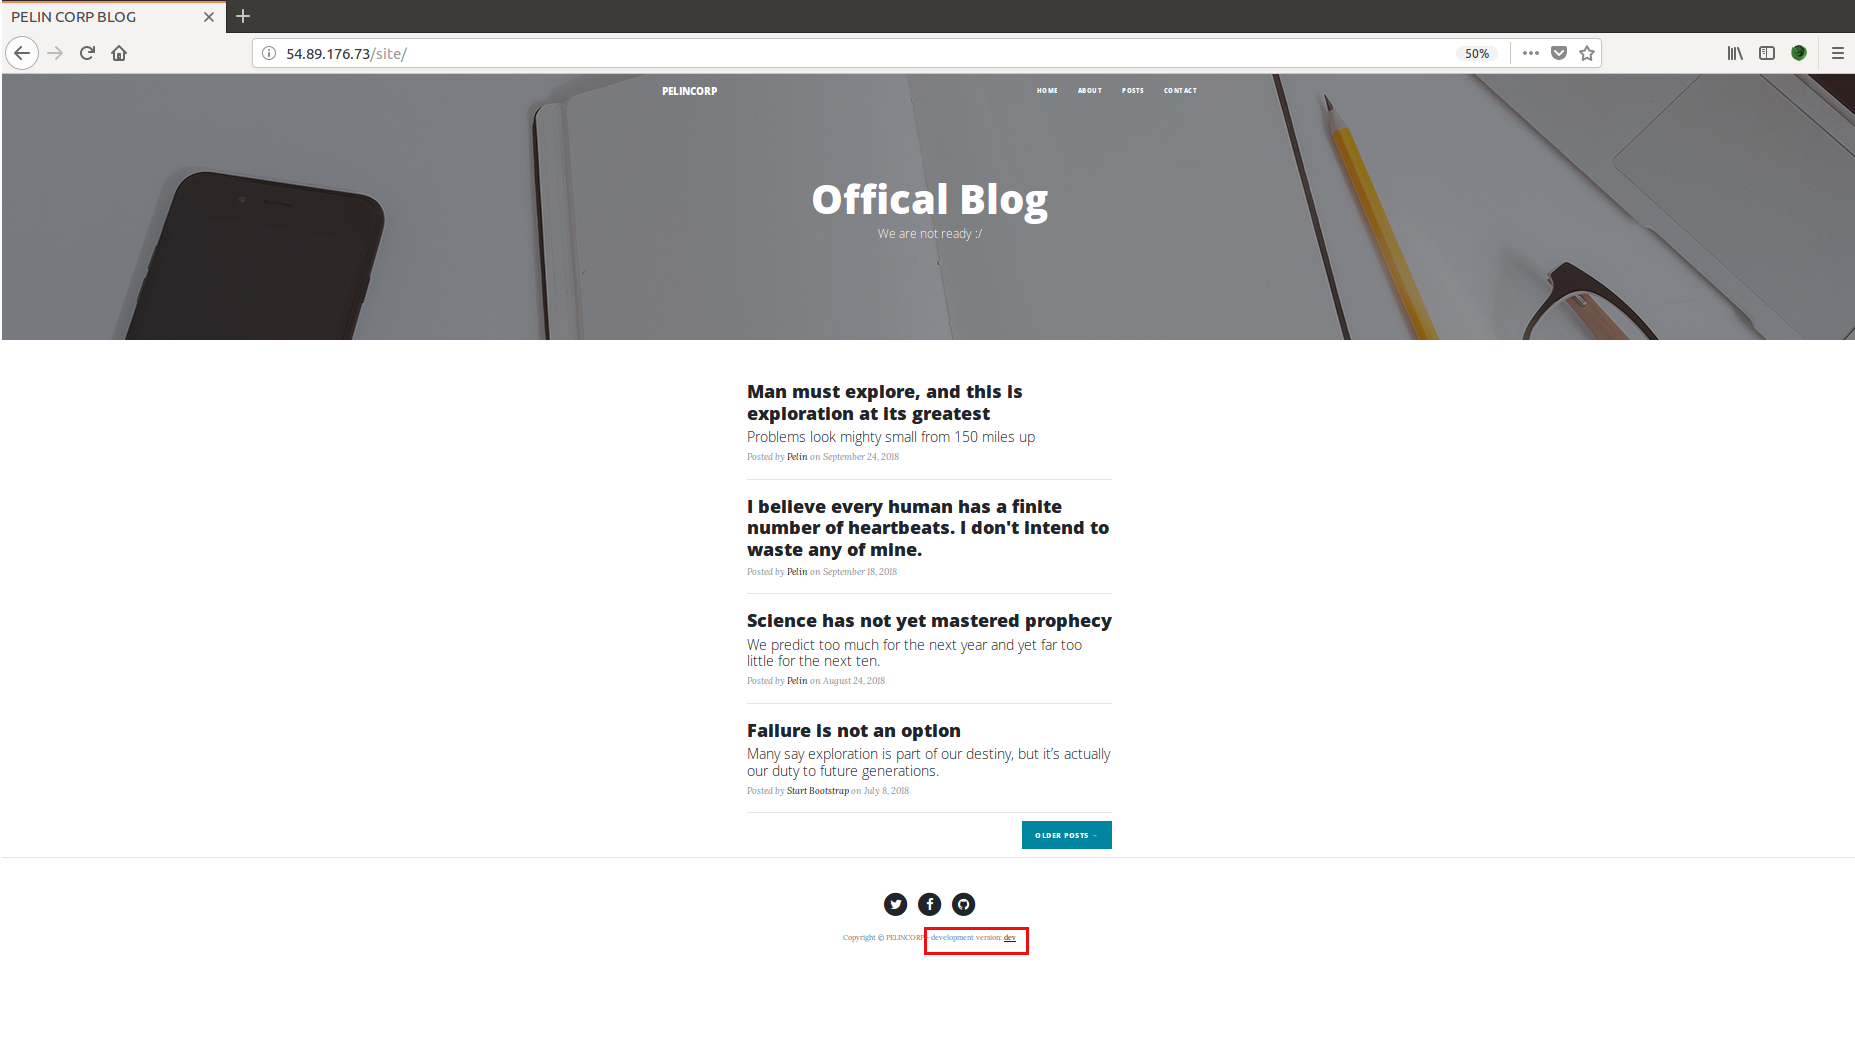 PELIN CORP BLOG
54.89.176.73/site/
50%
PELINCORP
HOME ABOUT POSTS CONTACT
Offical Blog
We are not ready :/
Man must explore, and this is
exploration at its greatest
Problems look mighty small from 150 miles up
Posted by Pelin on September 24, 2018
I believe every human has a finite
number of heartbeats. I don't intend to
waste any of mine.
Posted by Pelin on September 18, 2018
Science has not yet mastered prophecy
We predict too much for the next year and yet far too
little for the next ten.
Posted by Pelin on August 24, 2018
Failure is not an option
Many say exploration is part of our destiny, but it’s actually
our duty to future generations.
Posted by Start Bootstrap on July 8, 2018
OLDER POSTS →
Copyright © PELINCORP - development version: dev